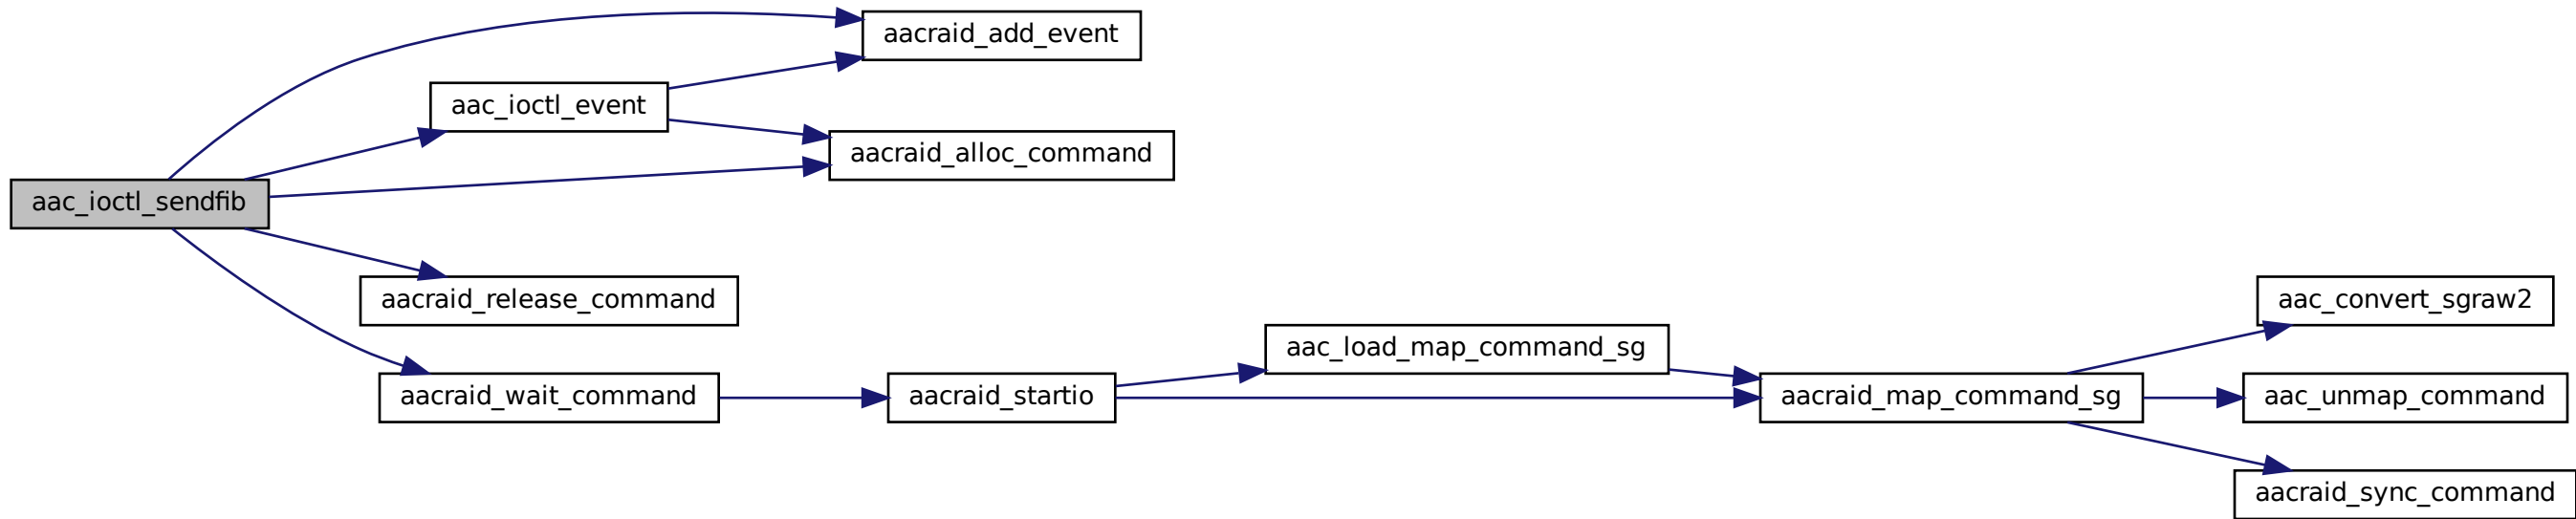 aacraid_add_event
aac_ioctl_event
aacraid_alloc_command
aac_ioctl_sendfib
aacraid_release_command
aac_convert_sgraw2
aac_load_map_command_sg
aacraid_wait_command
aacraid_startio
aacraid_map_command_sg
aac_unmap_command
aacraid_sync_command